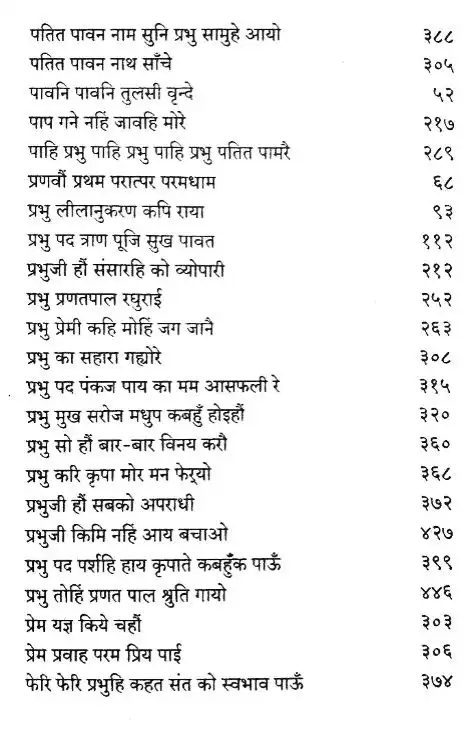 पतित पावन नाम सुनि प्रभु सामुहे आयो ३८८
पतित पावन नाथ साँचे ३०५
पावनि पावनि तुलसी वृन्दे ५२
पाप गने नहिं जावहि मोरे २१७
पाहि प्रभु पाहि प्रभु पाहि प्रभु पतित पामरै २८९
प्रणवौं प्रथम परात्पर परमधाम ६८
प्रभु लीलानुकरण कपि राया ९३
प्रभु पद त्राण पूजि सुख पावत ११२
प्रभुजी हौं संसारहि को व्योपारी २१२
प्रभु प्रणतपाल रघुराई २५२
प्रभु प्रेमी कहि मोहिं जग जानै २६३
प्रभु का सहारा गह्योरे ३०८
प्रभु पद पंकज पाय का मम आसफली रे ३१५
प्रभु मुख सरोज मधुप कबहुँ होइहौं ३२०
प्रभु सो हौं बार-बार विनय करौ ३६०
प्रभु करि कृपा मोर मन फेर्‌यो ३६८
प्रभुजी हौं सबको अपराधी ३७२
प्रभुजी किमि नहिं आय बचाओ ४२७
प्रभु पद पर्शहि हाय कृपाते कबहुँक पाऊँ ३९९
प्रभु तोहिं प्रणत पाल श्रुति गायो ४४६
प्रेम यज्ञ किये चहौं ३०३
प्रेम प्रवाह परम प्रिय पाई ३०६
फेरि फेरि प्रभुहि कहत संत को स्वभाव पाऊँ ३७४